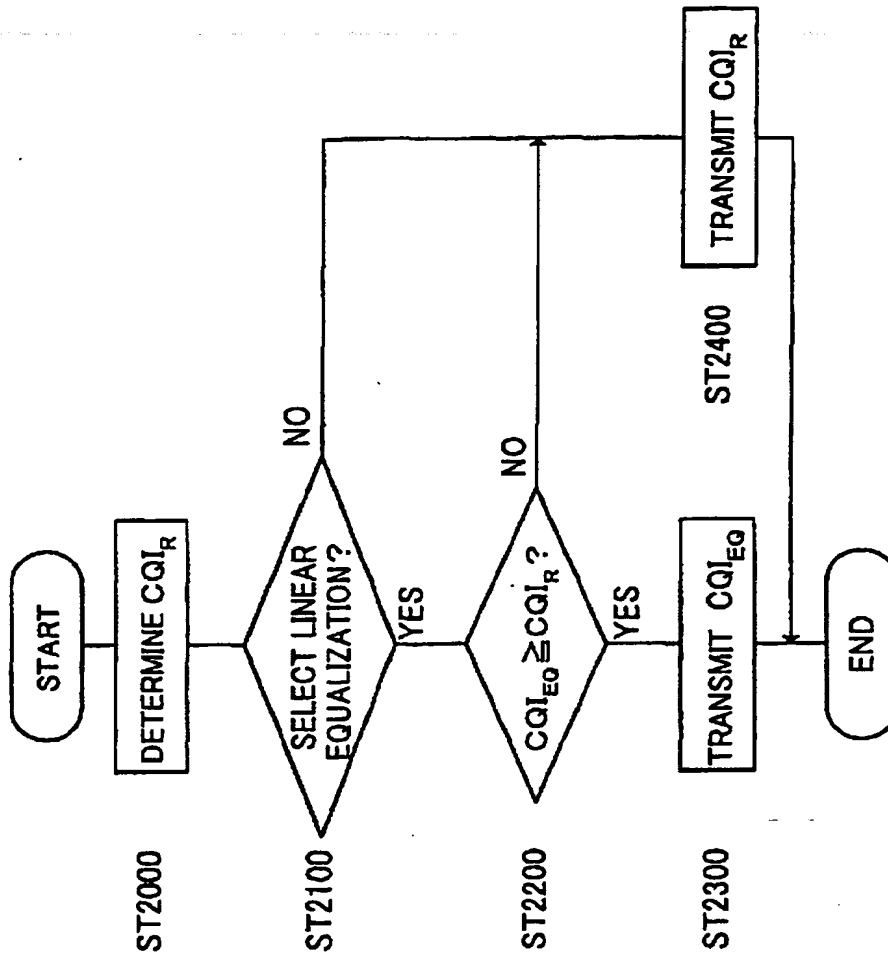 START
ST2000
DETERMINE CQI_R
ST2100
SELECT LINEAR
EQUALIZATION?
NO
YES
ST2200
CQI_EQ ≧ CQI_R ?
NO
YES
ST2300
TRANSMIT CQI_EQ
ST2400
TRANSMIT CQI_R
END